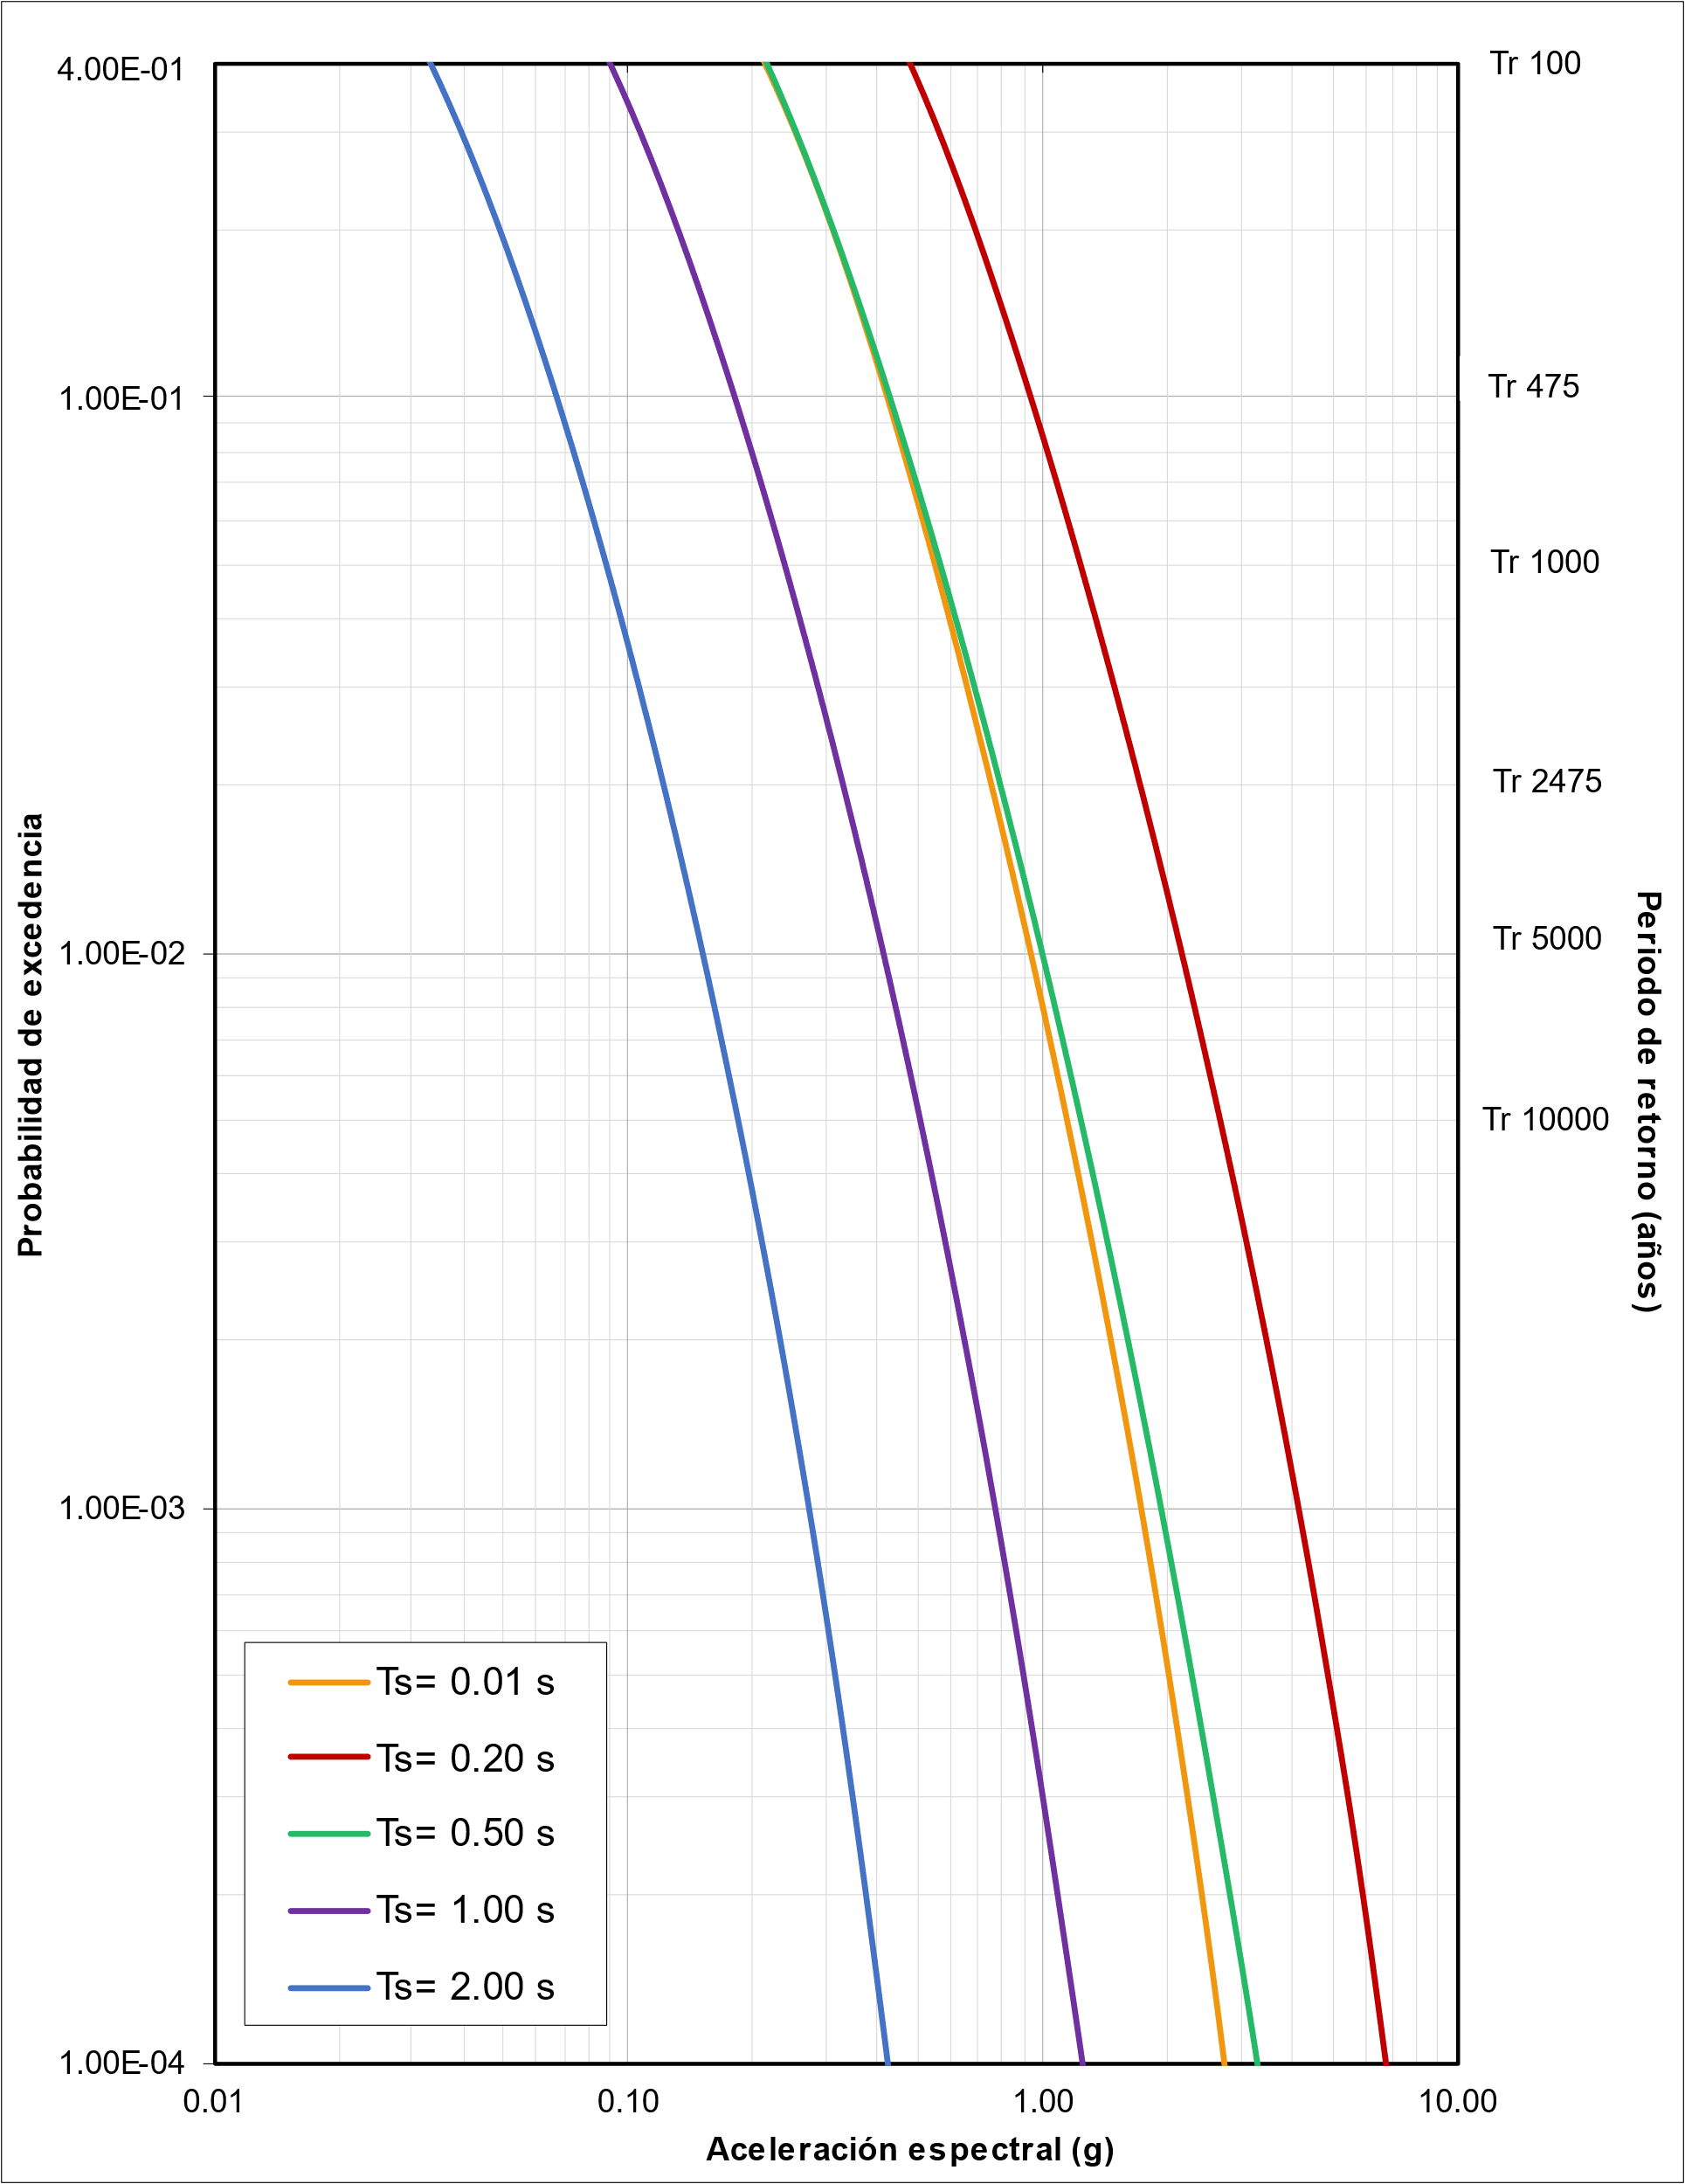 4.00E-01
1.00E-01
1.00E-02
1.00E-03
1.00E-04
Probabilidad de excedencia
Tr 100
Tr 475
Tr 1000
Tr 2475
Tr 5000
Tr 10000
Periodo de retorno (años)
Ts= 0.01 s
Ts= 0.20 s
Ts= 0.50 s
Ts= 1.00 s
Ts= 2.00 s
0.01 0.10 1.00 10.00
Aceleración espectral (g)